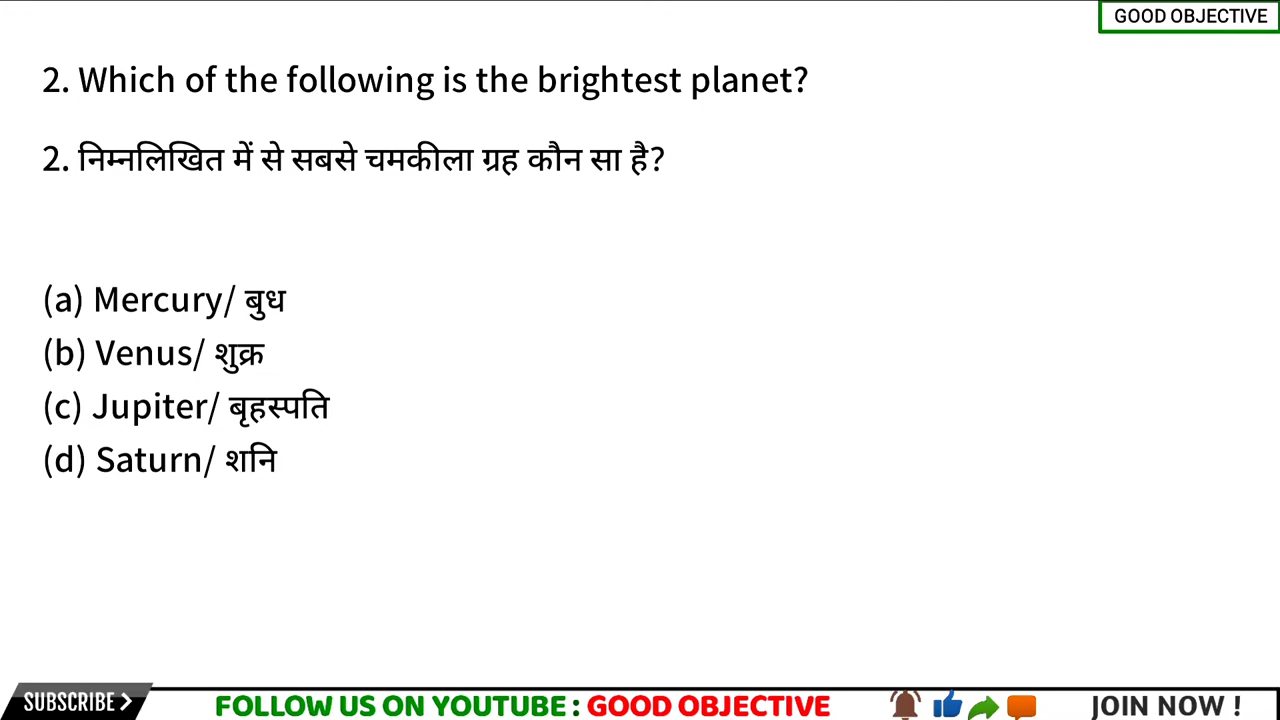 GOOD OBJECTIVE
2. Which of the following is the brightest planet?
2. निम्नलिखित में से सबसे चमकीला ग्रह कौन सा है?
(a) Mercury/ बुध
(b) Venus/ शुक्र
(c) Jupiter/ बृहस्पति
(d) Saturn/ शनि
SUBSCRIBE FOLLOW US ON YOUTUBE : GOOD OBJECTIVE JOIN NOW !